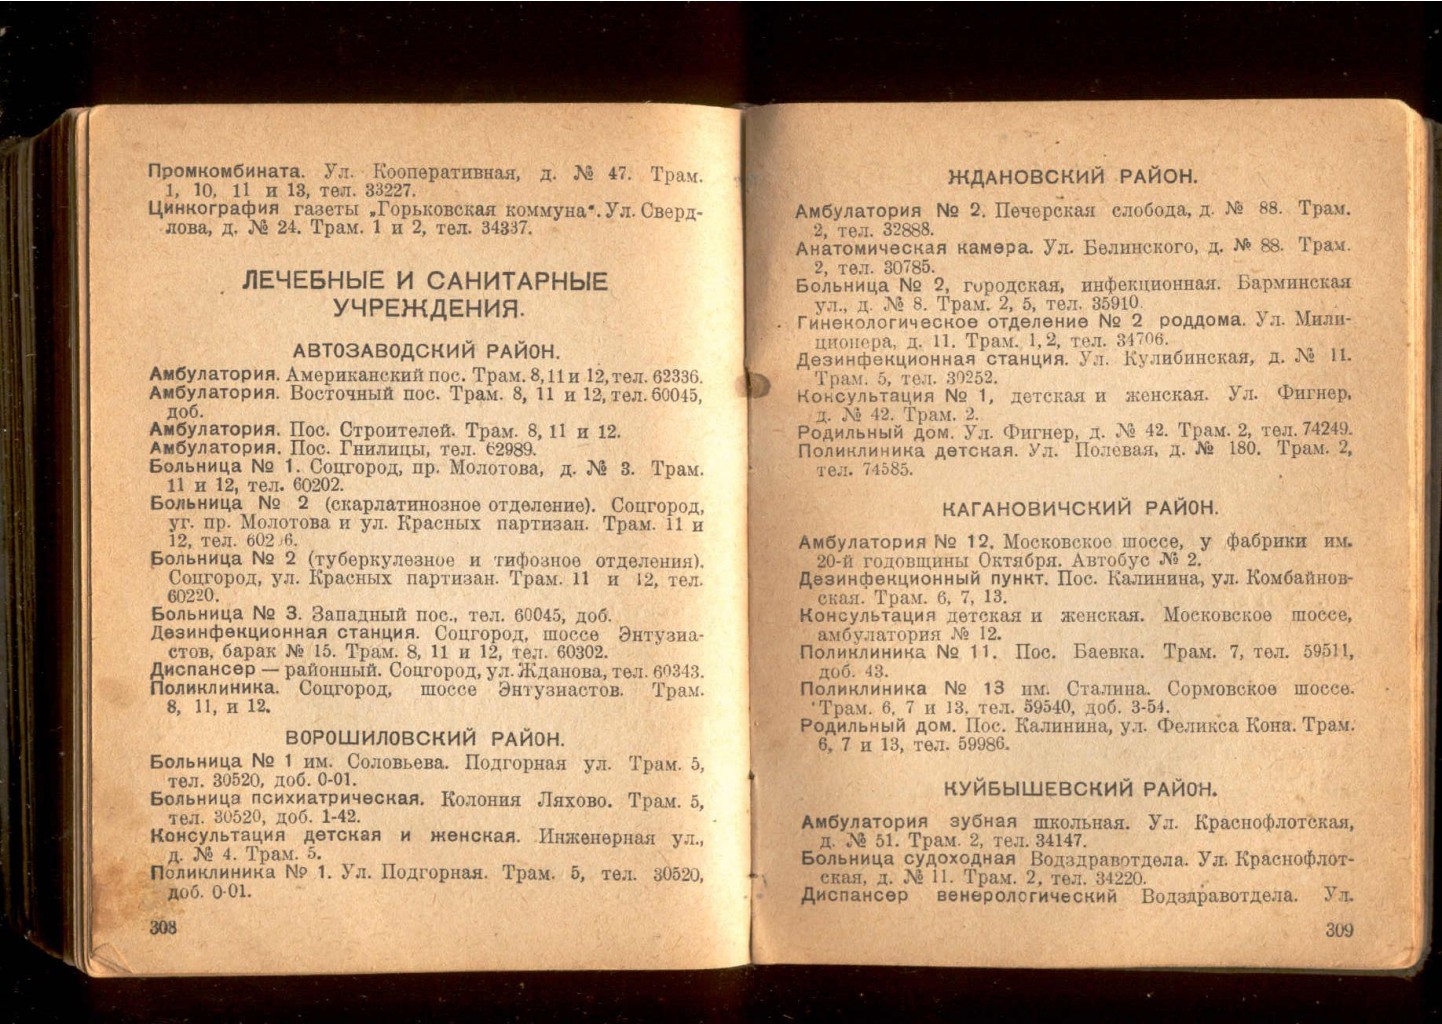 Промкомбината. Ул. Кооперативная, д. № 47. Трам.
1, 10, 11 и 13, тел. 33227.
Цинкография газеты „Горьковская коммуна“. Ул. Сверд-
лова, д. № 24. Трам. 1 и 2, тел. 34337.
ЛЕЧЕБНЫЕ И САНИТАРНЫЕ
УЧРЕЖДЕНИЯ.
АВТОЗАВОДСКИЙ РАЙОН.
Амбулатория. Американский пос. Трам. 8, 11 и 12, тел. 62336.
Амбулатория. Восточный пос. Трам. 8, 11 и 12, тел. 60045,
доб.
Амбулатория. Пос. Строителей. Трам. 8, 11 и 12.
Амбулатория. Пос. Гнилицы, тел. 62989.
Больница № 1. Соцгород, пр. Молотова, д. № 3. Трам.
11 и 12, тел. 60202.
Больница № 2 (скарлатинозное отделение). Соцгород,
уг. пр. Молотова и ул. Красных партизан. Трам. 11 и
12, тел.
Больница № 2 (туберкулезное и тифозное отделения).
Соцгород, ул. Красных партизан. Трам. 11 и 12, тел.
60220.
Больница № 3. Западный пос., тел. 60045, доб.
Дезинфекционная станция. Соцгород, шоссе Энтузиа-
стов, барак № 15. Трам. 8, 11 и 12, тел. 60302.
Диспансер — районный. Соцгород, ул. Жданова, тел. 60343.
Поликлиника. Соцгород, шоссе Энтузиастов. Трам.
8, 11, и 12.
ВОРОШИЛОВСКИЙ РАЙОН.
Больница № 1 им. Соловьева. Подгорная ул. Трам. 5,
тел. 30520, доб. 0-01.
Больница психиатрическая. Колония Ляхово. Трам. 5,
тел. 30520, доб. 1-42.
Консультация детская и женская. Инженерная ул.,
д. № 4. Трам. 5.
Поликлиника № 1. Ул. Подгорная. Трам. 5, тел. 30520,
доб. 0-01.
308
ЖДАНОВСКИЙ РАЙОН.
Амбулатория № 2. Печерская слобода, д. № 88. Трам.
2, тел. 32888.
Анатомическая камера. Ул. Белинского, д. № 88. Трам.
2, тел. 30785.
Больница № 2, городская, инфекционная. Барминская
ул., д. № 8. Трам. 2, 5, тел. 35910.
Гинекологическое отделение № 2 роддома. Ул. Мили-
ционера, д. 11. Трам. 1, 2, тел. 34706.
Дезинфекционная станция. Ул. Кулибинская, д. № 11.
Трам. 5, тел. 30252.
Консультация № 1, детская и женская. Ул. Фигнер,
д. № 42. Трам. 2.
Родильный дом. Ул. Фигнер, д. № 42. Трам. 2, тел. 74249.
Поликлиника детская. Ул. Полевая, д. № 180. Трам. 2,
тел. 74585.
КАГАНОВИЧСКИЙ РАЙОН.
Амбулатория № 12. Московское шоссе, у фабрики им.
20-й годовщины Октября. Автобус № 2.
Дезинфекционный пункт. Пос. Калинина, ул. Комбайнов-
ская. Трам. 6, 7, 13.
Консультация детская и женская. Московское шоссе,
амбулатория № 12.
Поликлиника № 11. Пос. Баевка. Трам. 7, тел. 59511,
доб. 43.
Поликлиника № 13 им. Сталина. Сормовское шоссе.
Трам. 6, 7 и 13. тел. 59540, доб. 3-54.
Родильный дом. Пос. Калинина, ул. Феликса Кона. Трам.
6, 7 и 13, тел. 59986.
КУЙБЫШЕВСКИЙ РАЙОН.
Амбулатория зубная школьная. Ул. Краснофлотская,
д. № 51. Трам. 2, тел. 34147.
Больница судоходная Водздравотдела. Ул. Краснофлот-
ская, д. № 11. Трам. 2, тел. 34220.
Диспансер венерологический Водздравотдела. Ул.
309